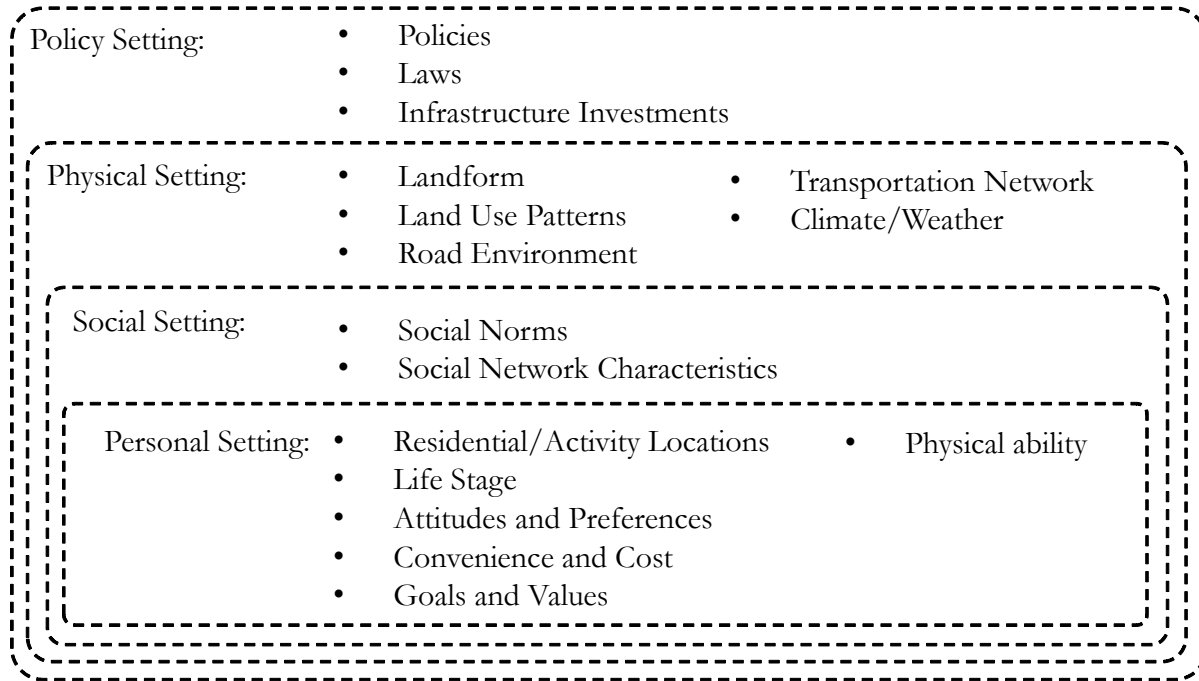 Policy Setting:
• Policies
• Laws
• Infrastructure Investments
Physical Setting:
• Landform
• Land Use Patterns
• Road Environment
• Transportation Network
• Climate/Weather
Social Setting:
• Social Norms
• Social Network Characteristics
Personal Setting:
• Residential/Activity Locations
• Life Stage
• Attitudes and Preferences
• Convenience and Cost
• Goals and Values
• Physical ability